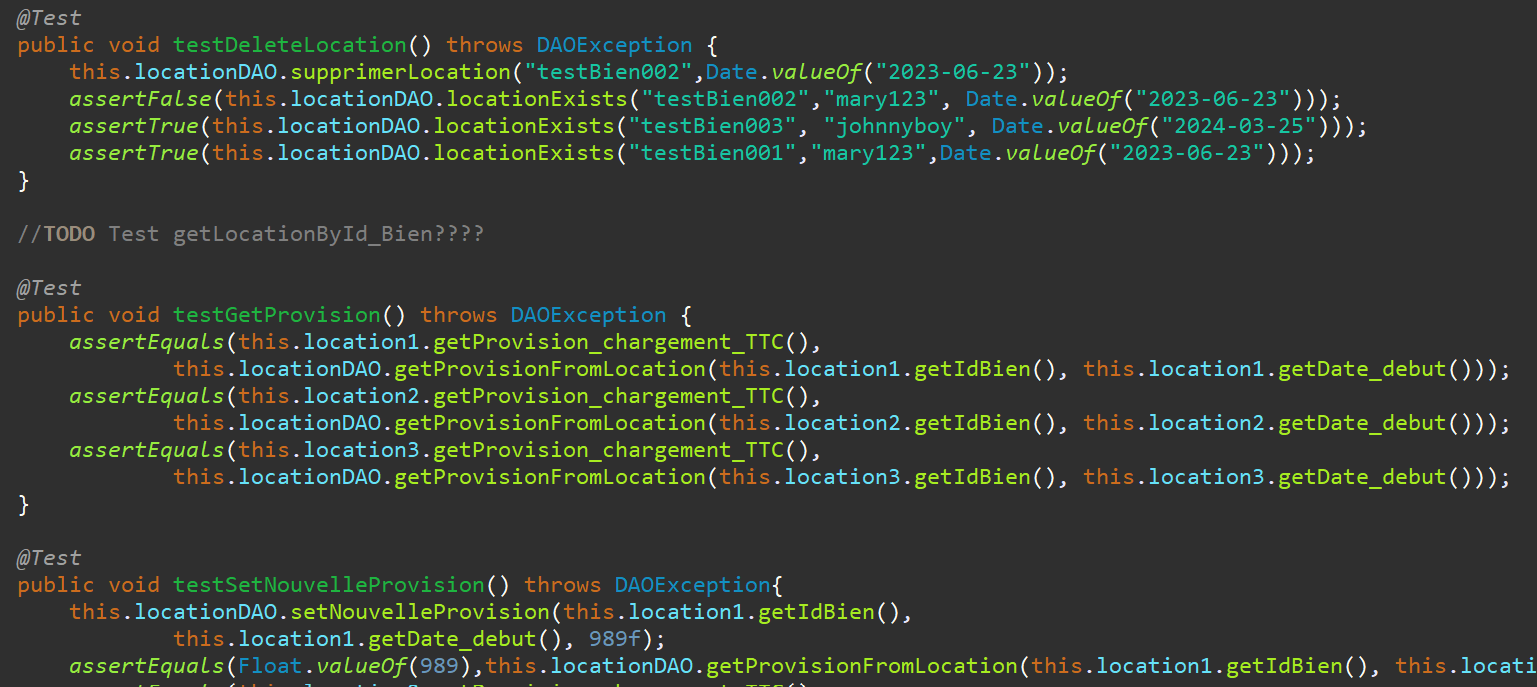 @Test
public void testDeleteLocation() throws DAOException {
this.locationDAO.supprimerLocation("testBien002",Date.valueOf("2023-06-23"));
assertFalse(this.locationDAO.locationExists("testBien002","mary123", Date.valueOf("2023-06-23")));
assertTrue(this.locationDAO.locationExists("testBien003", "johnnyboy", Date.valueOf("2024-03-25")));
assertTrue(this.locationDAO.locationExists("testBien001","mary123",Date.valueOf("2023-06-23")));
}
//TODO Test getLocationById_Bien????
@Test
public void testGetProvision() throws DAOException {
assertEquals(this.location1.getProvision_chargement_TTC(),
this.locationDAO.getProvisionFromLocation(this.location1.getIdBien(), this.location1.getDate_debut()));
assertEquals(this.location2.getProvision_chargement_TTC(),
this.locationDAO.getProvisionFromLocation(this.location2.getIdBien(), this.location2.getDate_debut()));
assertEquals(this.location3.getProvision_chargement_TTC(),
this.locationDAO.getProvisionFromLocation(this.location3.getIdBien(), this.location3.getDate_debut()));
}
@Test
public void testSetNouvelleProvision() throws DAOException{
this.locationDAO.setNouvelleProvision(this.location1.getIdBien(),
this.location1.getDate_debut(), 989f);
assertEquals(Float.valueOf(989),this.locationDAO.getProvisionFromLocation(this.location1.getIdBien(), this.locati